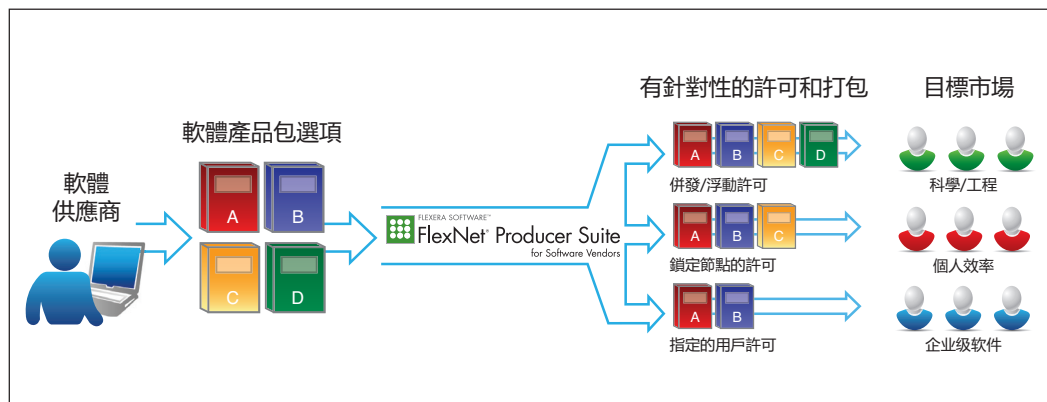 軟體
供應商
軟體產品包選項
A
B
C
D
FLEXERA SOFTWARE™
FlexNet® Producer Suite
for Software Vendors
有針對性的許可和打包
A
B
C
D
併發/浮動許可
A
B
C
鎖定節點的許可
A
B
指定的用戶許可
目標市場
科學/工程
個人效率
企业级软件